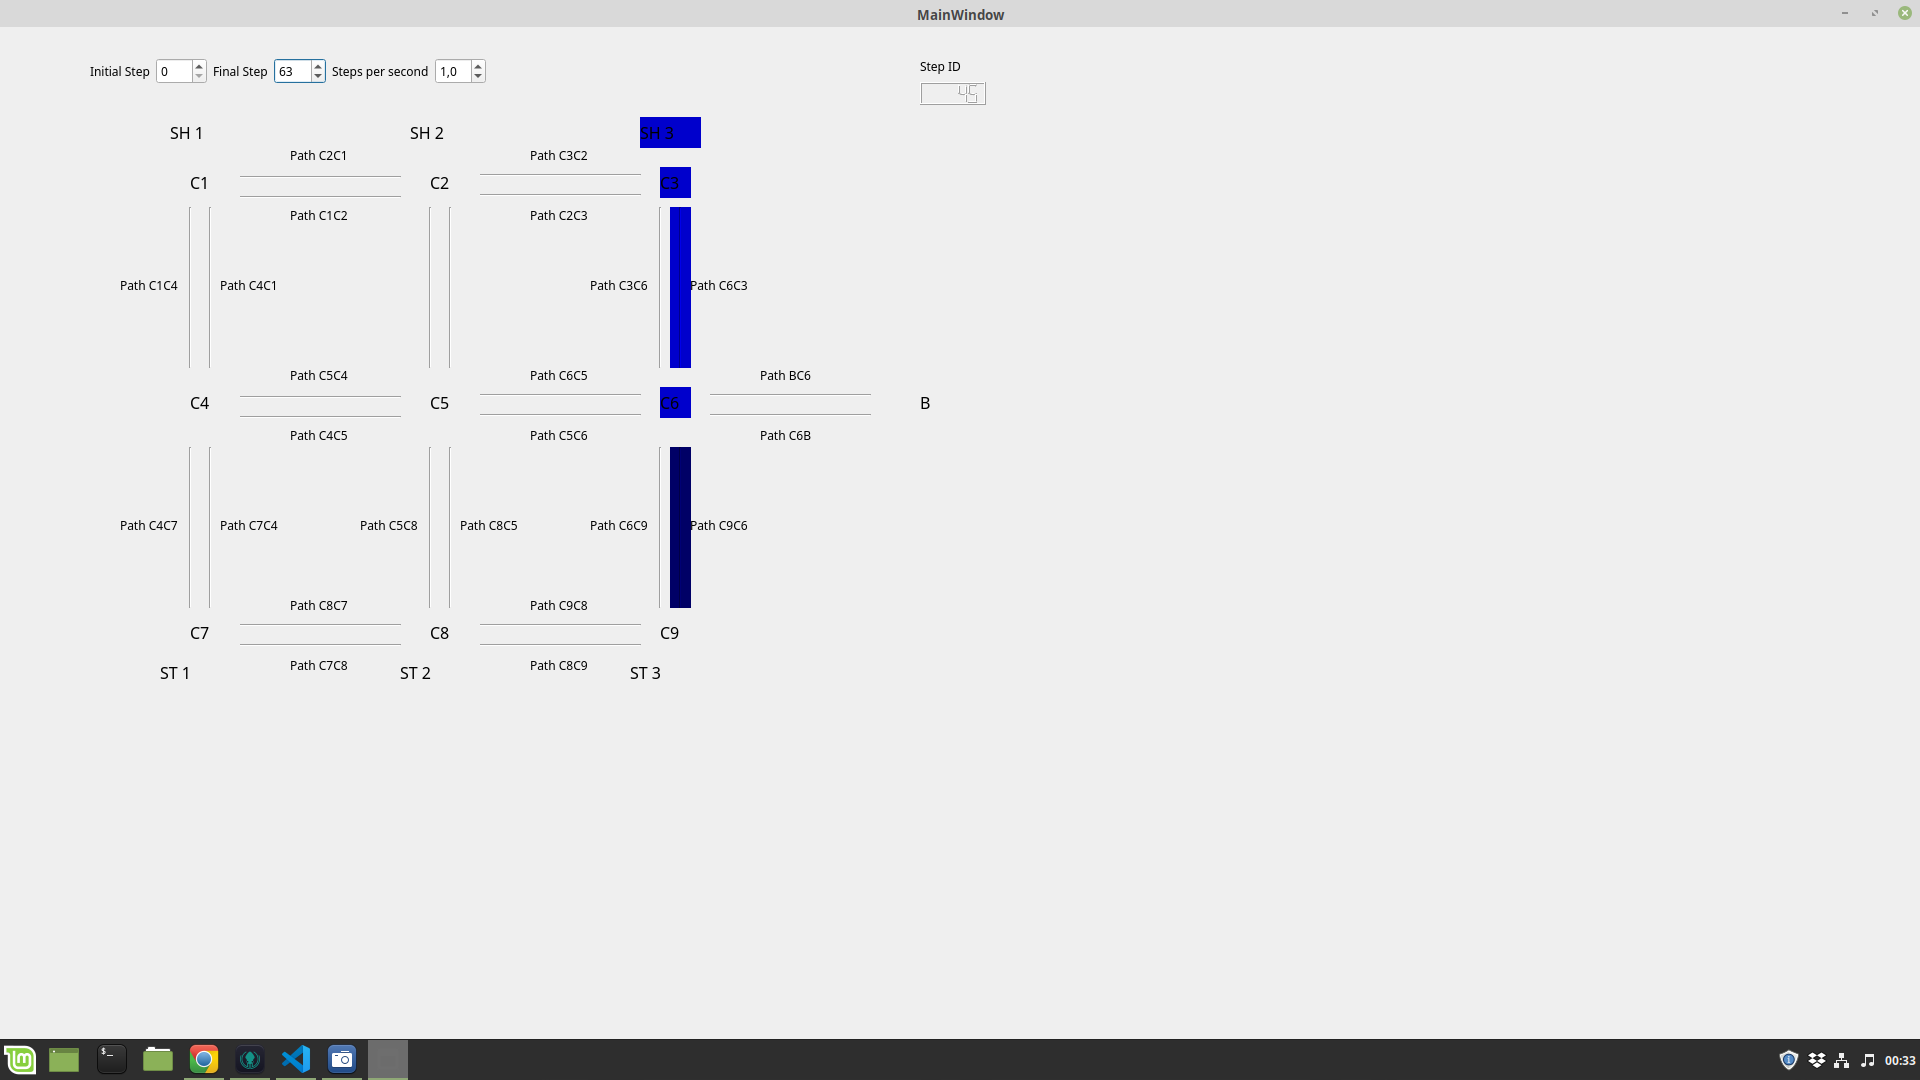 MainWindow
Initial Step 0 Final Step 63 Steps per second 1,0
Step ID
45
SH 1 SH 2 SH 3
Path C2C1 Path C3C2
C1 C2 C3
Path C1C2 Path C2C3
Path C1C4 Path C4C1 Path C3C6 Path C6C3
Path C5C4 Path C6C5 Path BC6
C4 C5 C6 B
Path C4C5 Path C5C6 Path C6B
Path C4C7 Path C7C4 Path C5C8 Path C8C5 Path C6C9 Path C9C6
Path C8C7 Path C9C8
C7 C8 C9
Path C7C8 Path C8C9
ST 1 ST 2 ST 3
00:33